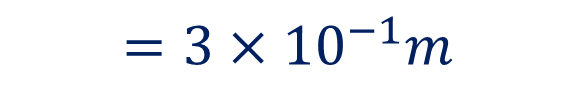 = 3 × 10⁻¹m